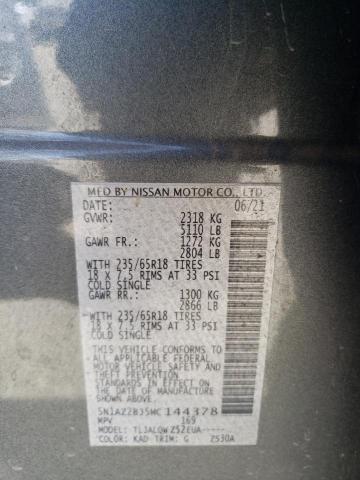 MFD BY NISSAN MOTOR CO., LTD.
DATE: 06/21
GVWR: 2318 KG
5110 LB
GAWR FR.: 1272 KG
2804 LB
WITH 235/65R18 TIRES
18 x 7.5 RIMS AT 33 PSI
COLD SINGLE
GAWR RR.: 1300 KG
2866 LB
WITH 235/65R18 TIRES
18 x 7.5 RIMS AT 33 PSI
COLD SINGLE
THIS VEHICLE CONFORMS TO
ALL APPLICABLE FEDERAL
MOTOR VEHICLE SAFETY
AND THEFT PREVENTION
STANDARDS IN EFFECT ON
THE DATE OF MANUFACTURE
SHOWN ABOVE.
5N1AZ2BJ5MC144378
MPV 169
COLOR: KAD TRIM: G Z530A